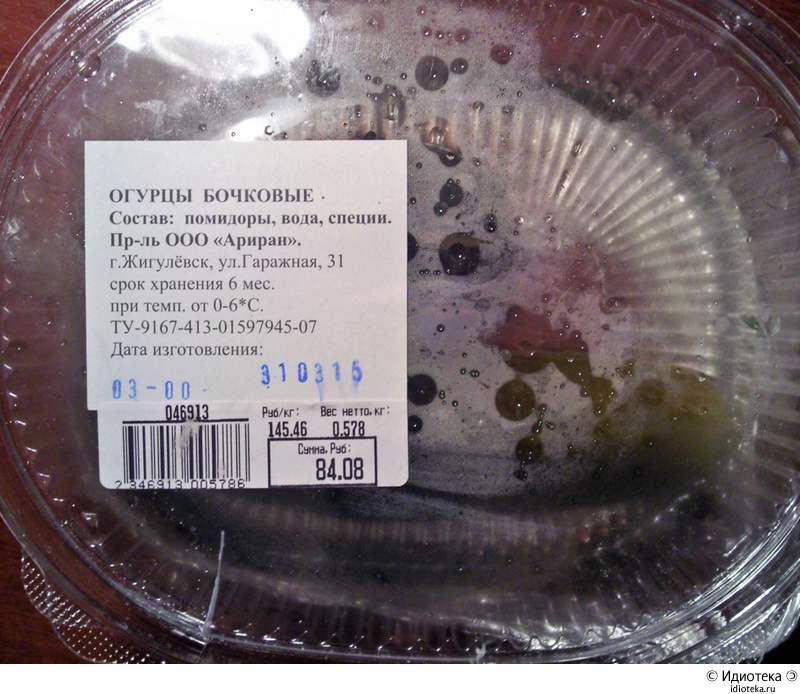 ОГУРЦЫ БОЧКОВЫЕ
Состав: помидоры, вода, специи.
Пр-ль ООО «Ариран».
г.Жигулёвск, ул.Гаражная, 31
срок хранения 6 мес.
при темп. от 0-6*С.
ТУ-9167-413-01597945-07
Дата изготовления:
03-00 310315
046913 Руб/кг: Вес нетто,кг:
145.46 0.578
Сумма,Руб:
84.08
2 346913 005786
© Идиотека
idioteka.ru